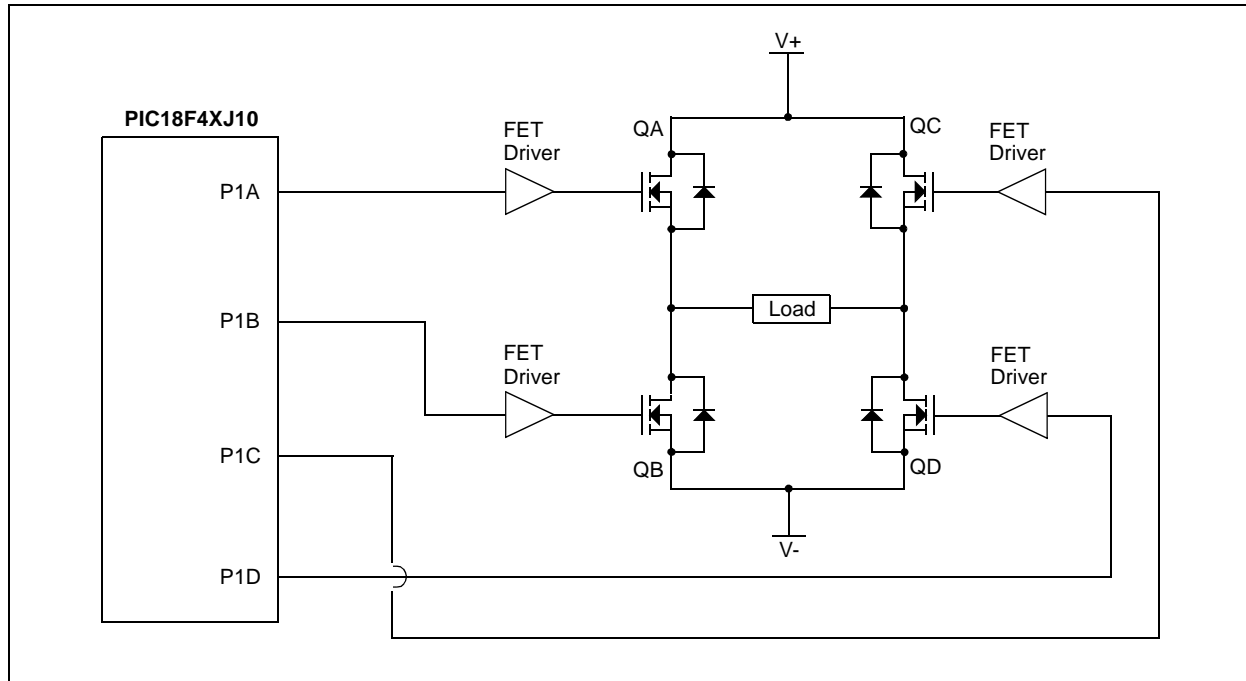 V+
PIC18F4XJ10
FET
Driver
QA
QC
FET
Driver
P1A
Load
P1B
FET
Driver
FET
Driver
P1C
QB
QD
V-
P1D